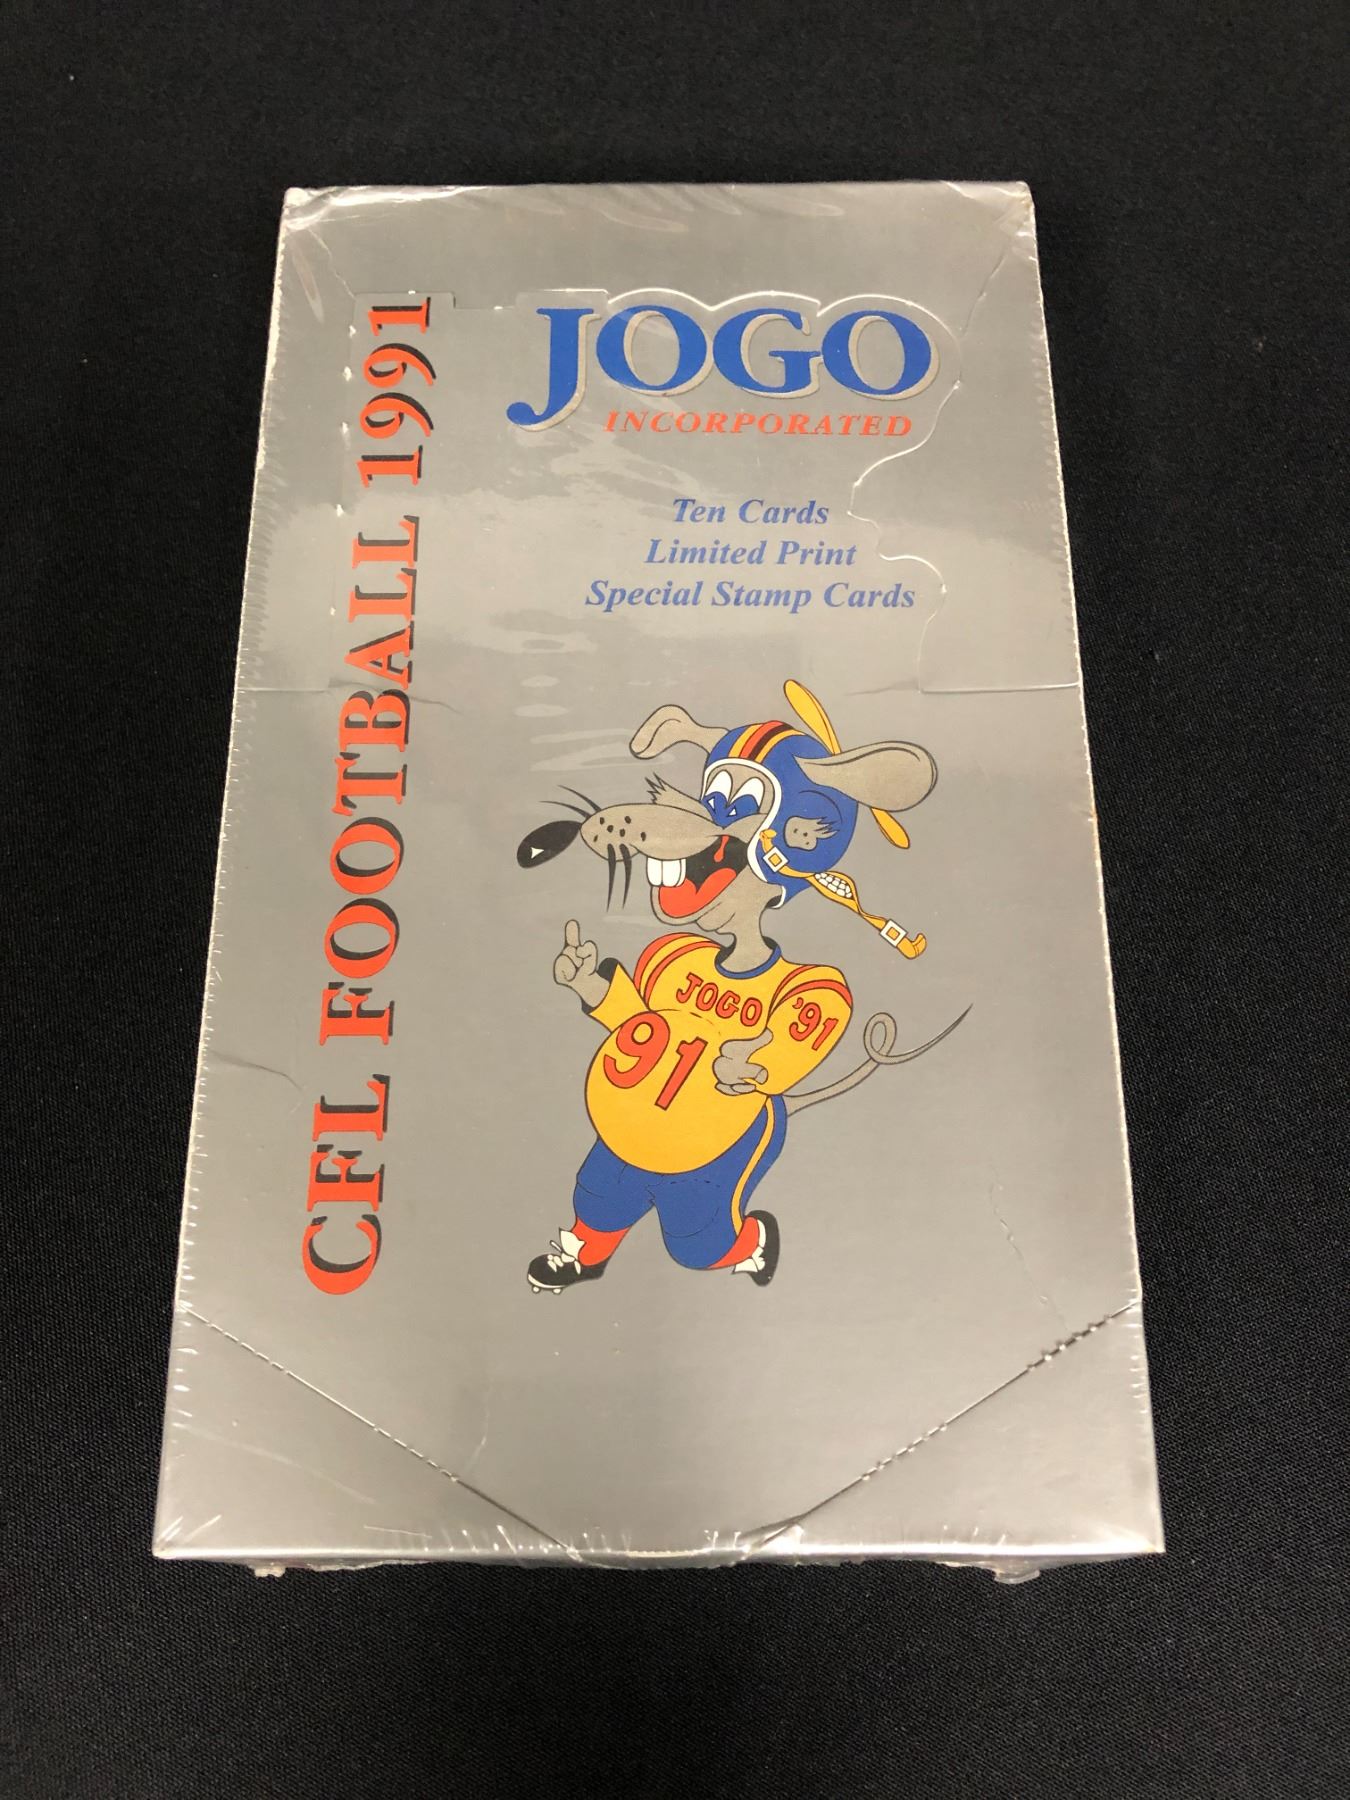 CFL FOOTBALL 1991
JOGO
INCORPORATED
Ten Cards
Limited Print
Special Stamp Cards
JOGO '91
91